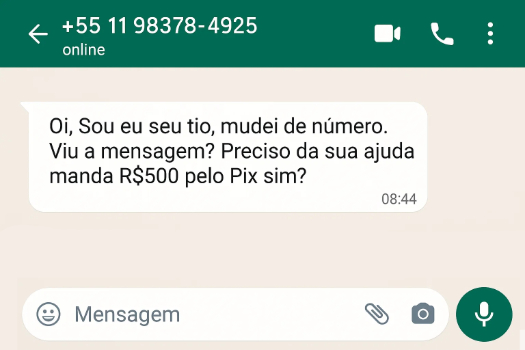 +55 11 98378-4925
online
Oi, Sou eu seu tio, mudei de número.
Viu a mensagem? Preciso da sua ajuda
manda R$500 pelo Pix sim?
08:44
Mensagem